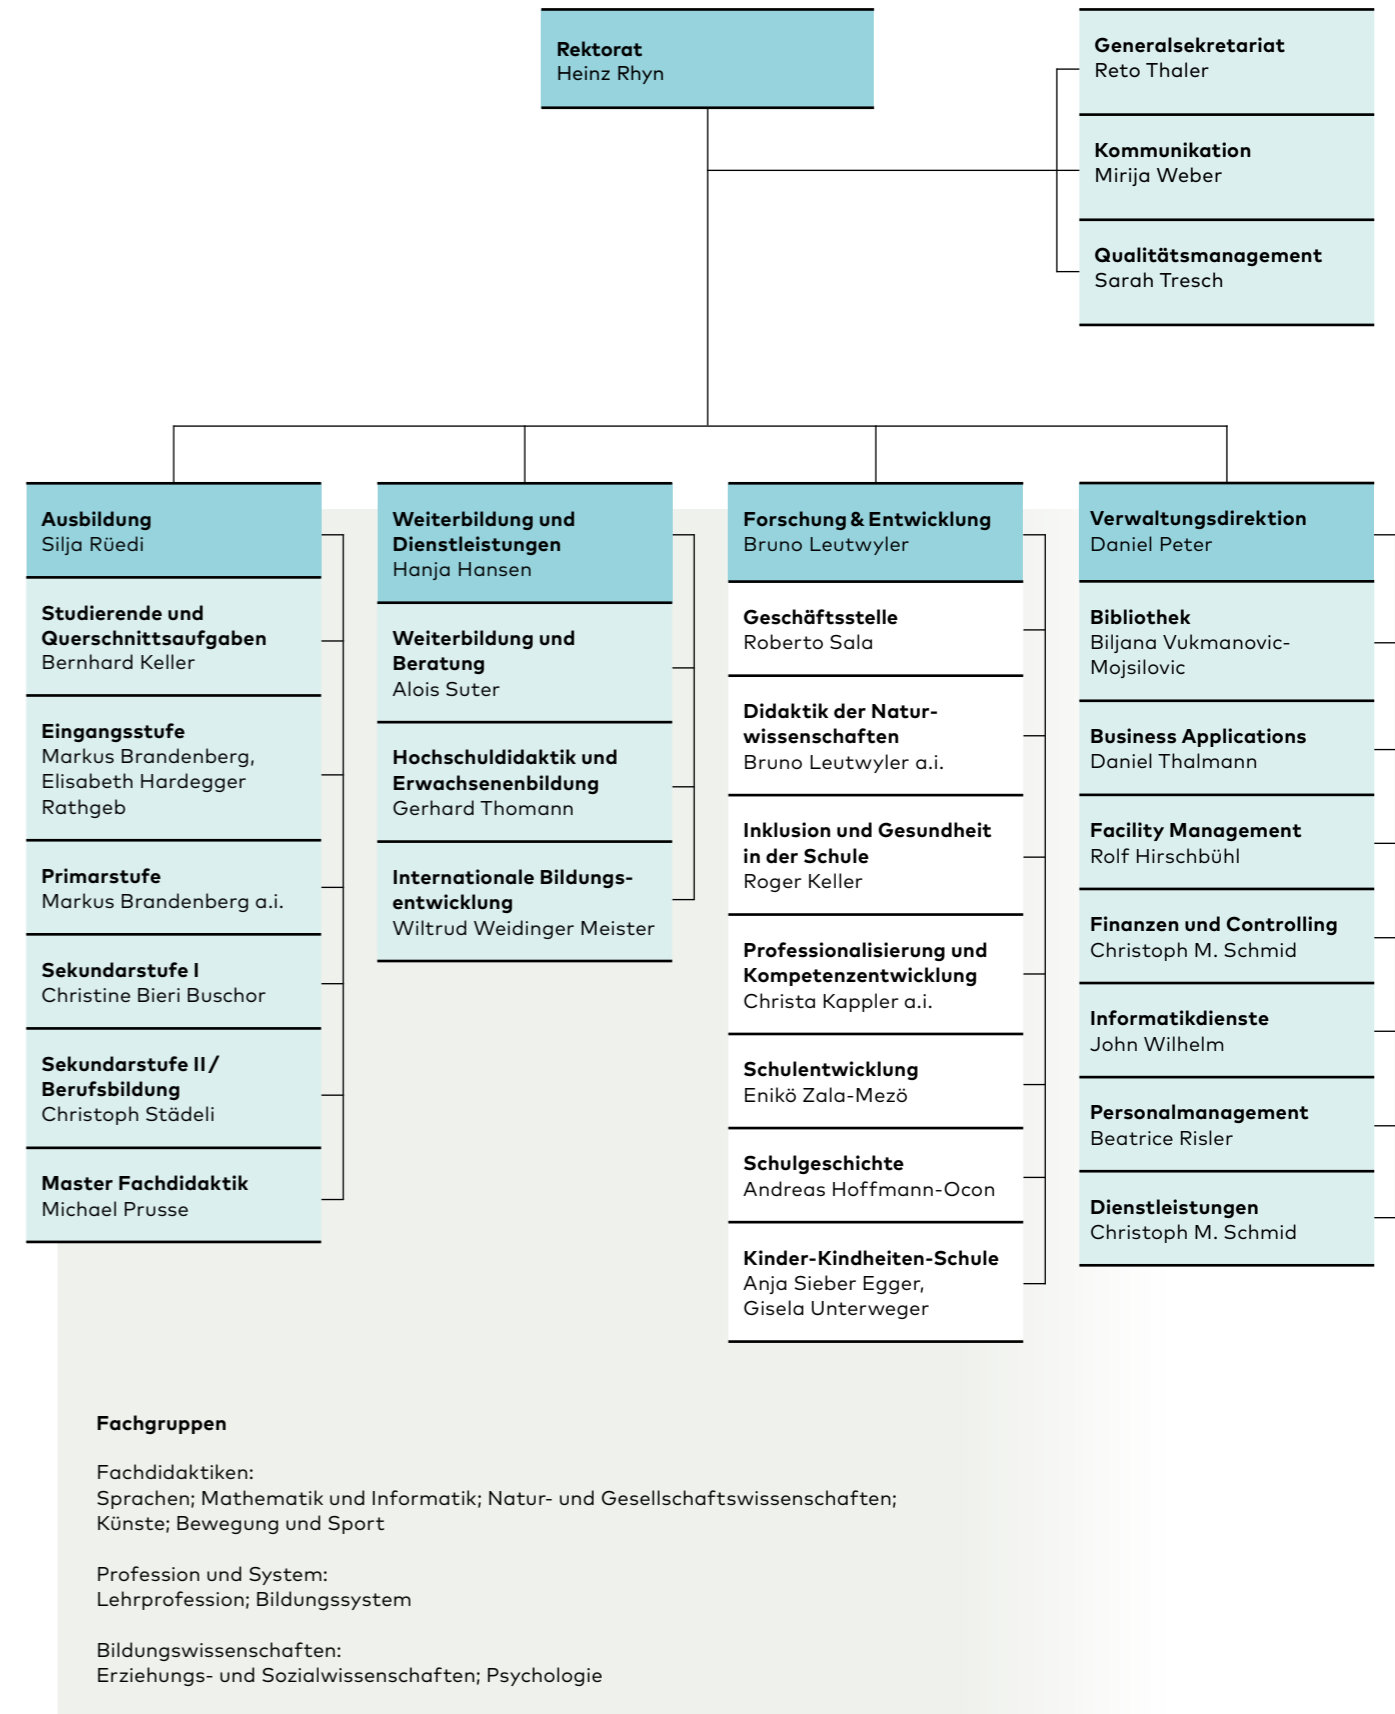 Rektorat
Heinz Rhyn
Generalsekretariat
Reto Thaler
Kommunikation
Mirija Weber
Qualitätsmanagement
Sarah Tresch
Ausbildung
Silja Rüedi
Studierende und
Querschnittsaufgaben
Bernhard Keller
Eingangsstufe
Markus Brandenberg,
Elisabeth Hardegger
Rathgeb
Primarstufe
Markus Brandenberg a.i.
Sekundarstufe I
Christine Bieri Buschor
Sekundarstufe II/
Berufsbildung
Christoph Städeli
Master Fachdidaktik
Michael Prusse
Weiterbildung und
Dienstleistungen
Hanja Hansen
Weiterbildung und
Beratung
Alois Suter
Hochschuldidaktik und
Erwachsenenbildung
Gerhard Thomann
Internationale Bildungs-
entwicklung
Wiltrud Weidinger Meister
Forschung & Entwicklung
Bruno Leutwyler
Geschäftsstelle
Roberto Sala
Didaktik der Natur-
wissenschaften
Bruno Leutwyler a.i.
Inklusion und Gesundheit
in der Schule
Roger Keller
Professionalisierung und
Kompetenzentwicklung
Christa Kappler a.i.
Schulentwicklung
Enikö Zala-Mezö
Schulgeschichte
Andreas Hoffmann-Ocon
Kinder-Kindheiten-Schule
Anja Sieber Egger,
Gisela Unterweger
Verwaltungsdirektion
Daniel Peter
Bibliothek
Biljana Vukmanovic-
Mojsilovic
Business Applications
Daniel Thalmann
Facility Management
Rolf Hirschbühl
Finanzen und Controlling
Christoph M. Schmid
Informatikdienste
John Wilhelm
Personalmanagement
Beatrice Risler
Dienstleistungen
Christoph M. Schmid
Fachgruppen
Fachdidaktiken:
Sprachen; Mathematik und Informatik; Natur- und Gesellschaftswissenschaften;
Künste; Bewegung und Sport
Profession und System:
Lehrprofession; Bildungssystem
Bildungswissenschaften:
Erziehungs- und Sozialwissenschaften; Psychologie